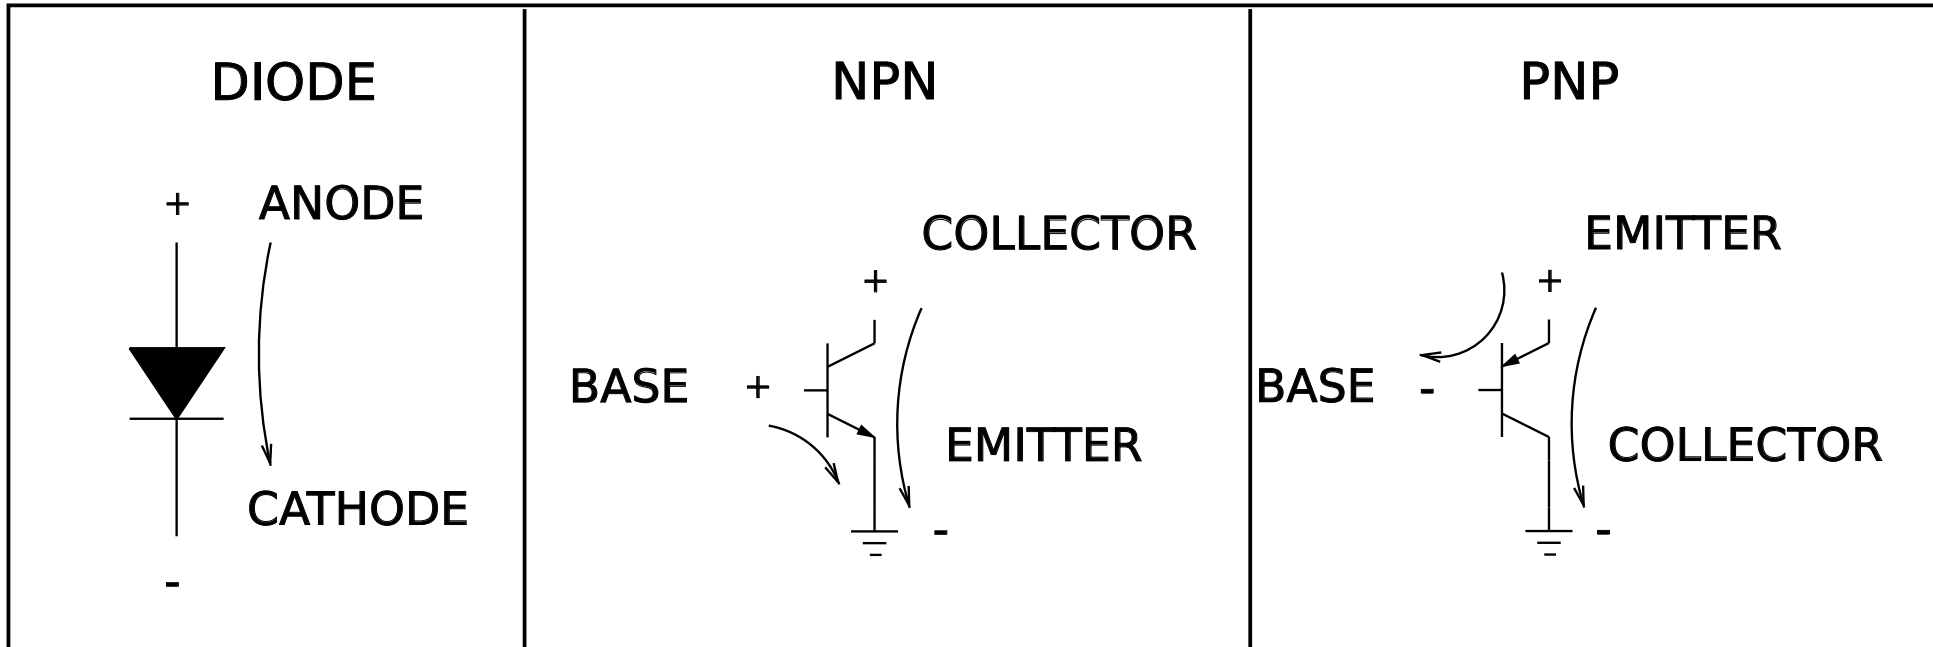 DIODE
+ ANODE
CATHODE
-
NPN
COLLECTOR
+
BASE +
EMITTER
-
PNP
EMITTER
+
BASE -
COLLECTOR
-